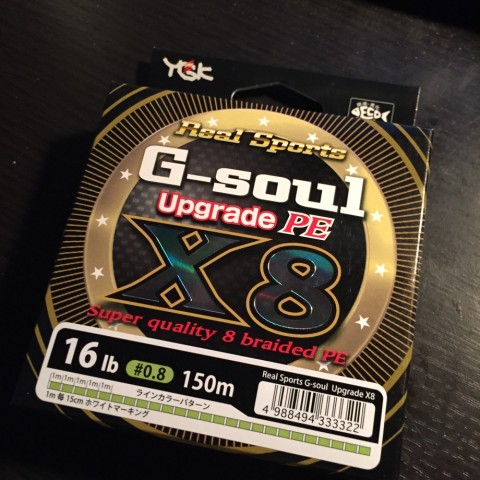 YGK
ECO
Real Sports
G-soul
Upgrade PE
X8
Super quality 8 braided PE
16 lb #0.8 150m
Real Sports G-soul Upgrade X8
|1m|1m|1m|1m|1m|
ラインカラーパターン
1m 毎 15cm ホワイトマーキング
4 988494 333322